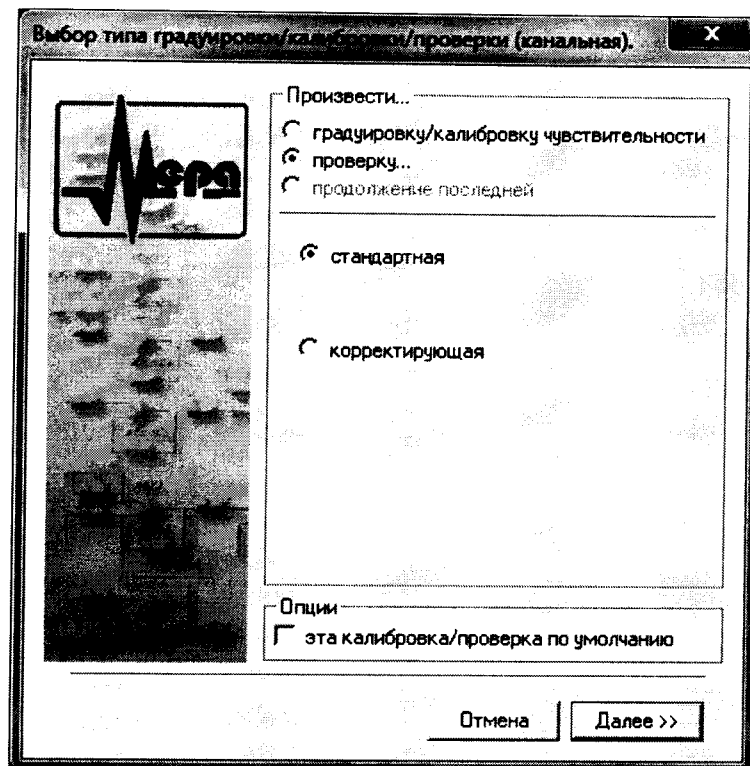 Выбор типа градуировки/калибровки/проверки (канальная).
Мера
Произвести...
градуировку/калибровку чувствительности
проверку...
продолжение последней
стандартная
корректирующая
Опции
эта калибровка/проверка по умолчанию
Отмена
Далее >>